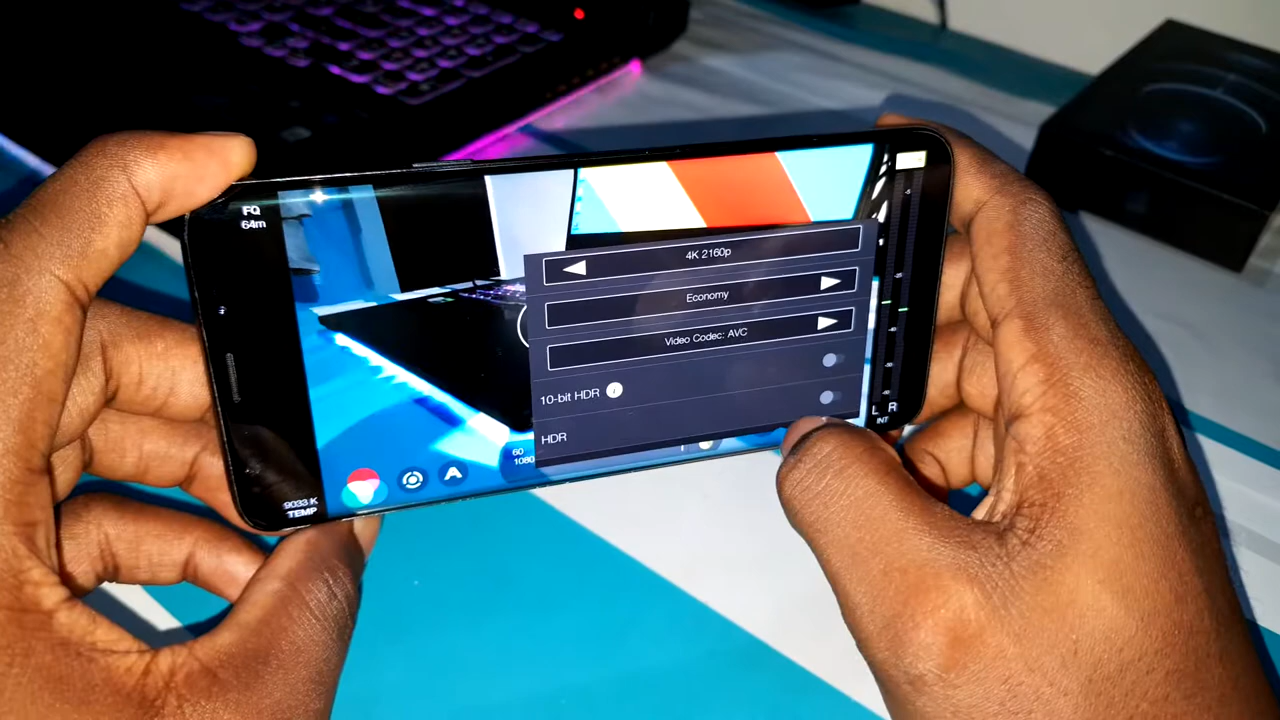 FQ
64m
4K 2160p
Economy
Video Codec: AVC
10-bit HDR i
HDR
60
1080
9033 K
TEMP
A
L R
INT